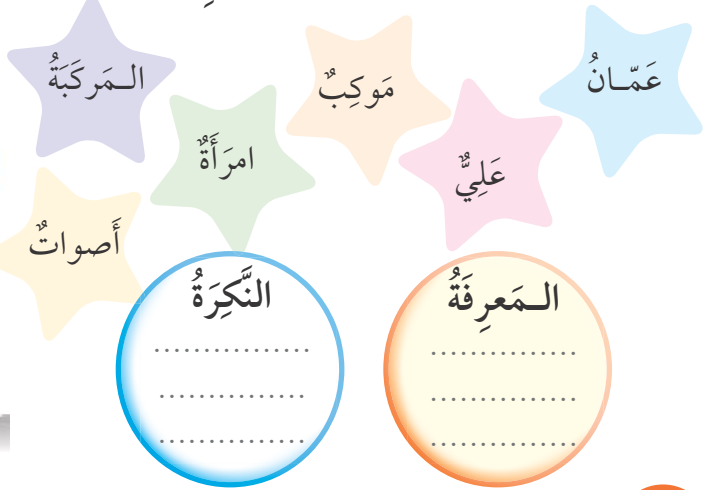 عَمّـانُ
مَوكِبٌ
الـمَركَبَةُ
عَلِيٌّ
امرَأَةٌ
أَصواتٌ
الـمَعرِفَةُ
...............
...............
...............
النَّكِرَةُ
................
...............
...............